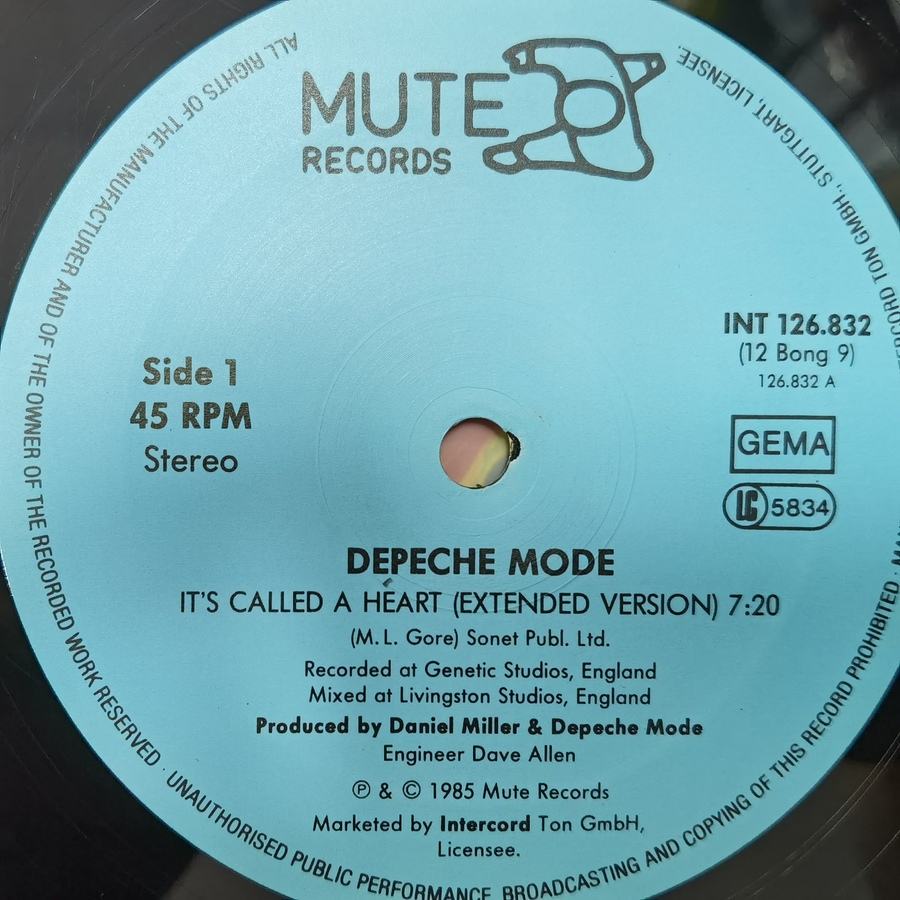 MUTE
RECORDS
INT 126.832
(12 Bong 9)
126.832 A
GEMA
LC 5834
Side 1
45 RPM
Stereo
DEPECHE MODE
IT'S CALLED A HEART (EXTENDED VERSION) 7:20
(M. L. Gore) Sonet Publ. Ltd.
Recorded at Genetic Studios, England
Mixed at Livingston Studios, England
Produced by Daniel Miller & Depeche Mode
Engineer Dave Allen
Ⓟ & © 1985 Mute Records
Marketed by Intercord Ton GmbH,
Licensee.
ALL RIGHTS OF THE MANUFACTURER AND OF THE OWNER OF THE RECORDED WORK RESERVED · UNAUTHORISED PUBLIC PERFORMANCE, BROADCASTING AND COPYING OF THIS RECORD PROHIBITED · TON GMBH., STUTTGART, LICENSEE.